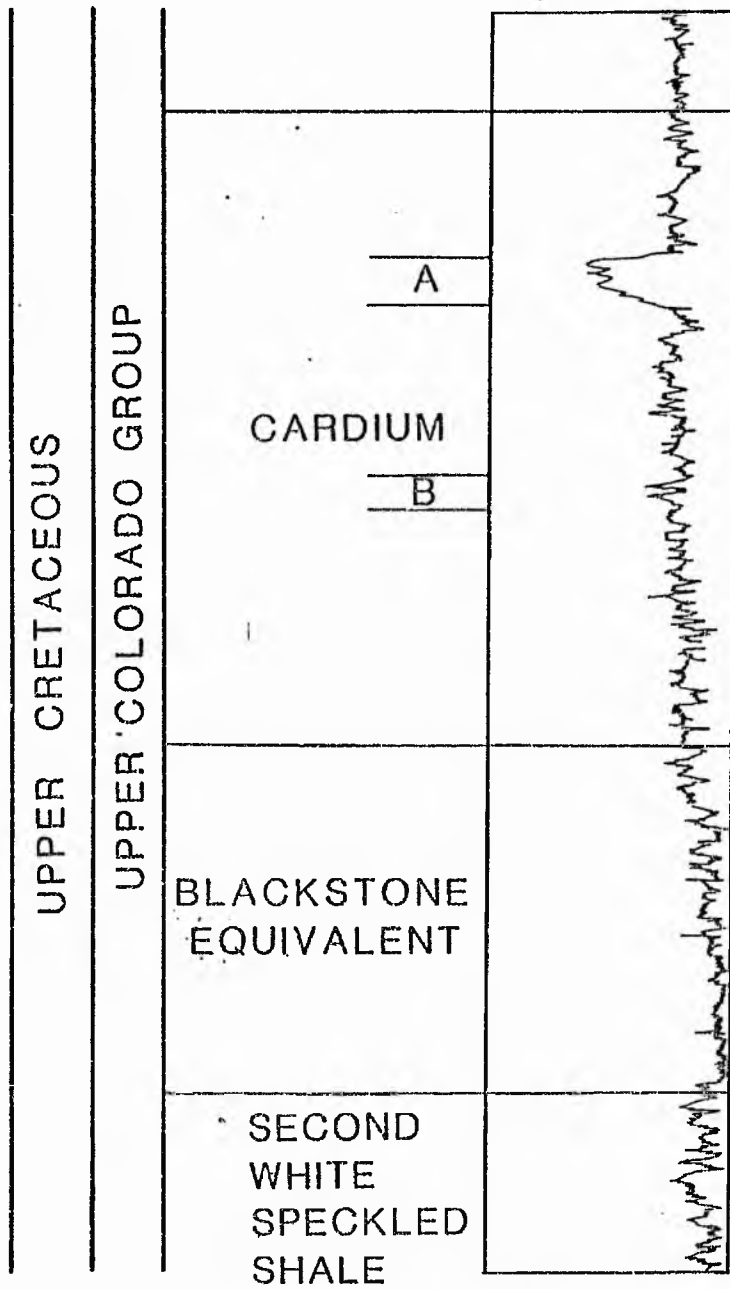 UPPER CRETACEOUS
UPPER COLORADO GROUP
A
CARDIUM
B
BLACKSTONE
EQUIVALENT
SECOND
WHITE
SPECKLED
SHALE